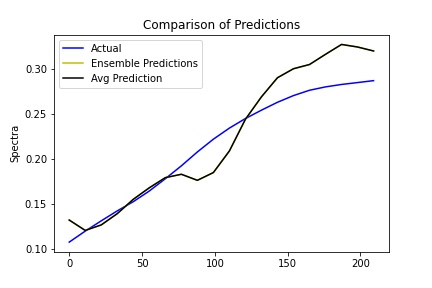 Comparison of Predictions
Actual
Ensemble Predictions
Avg Prediction
Spectra
0.30
0.25
0.20
0.15
0.10
0 50 100 150 200